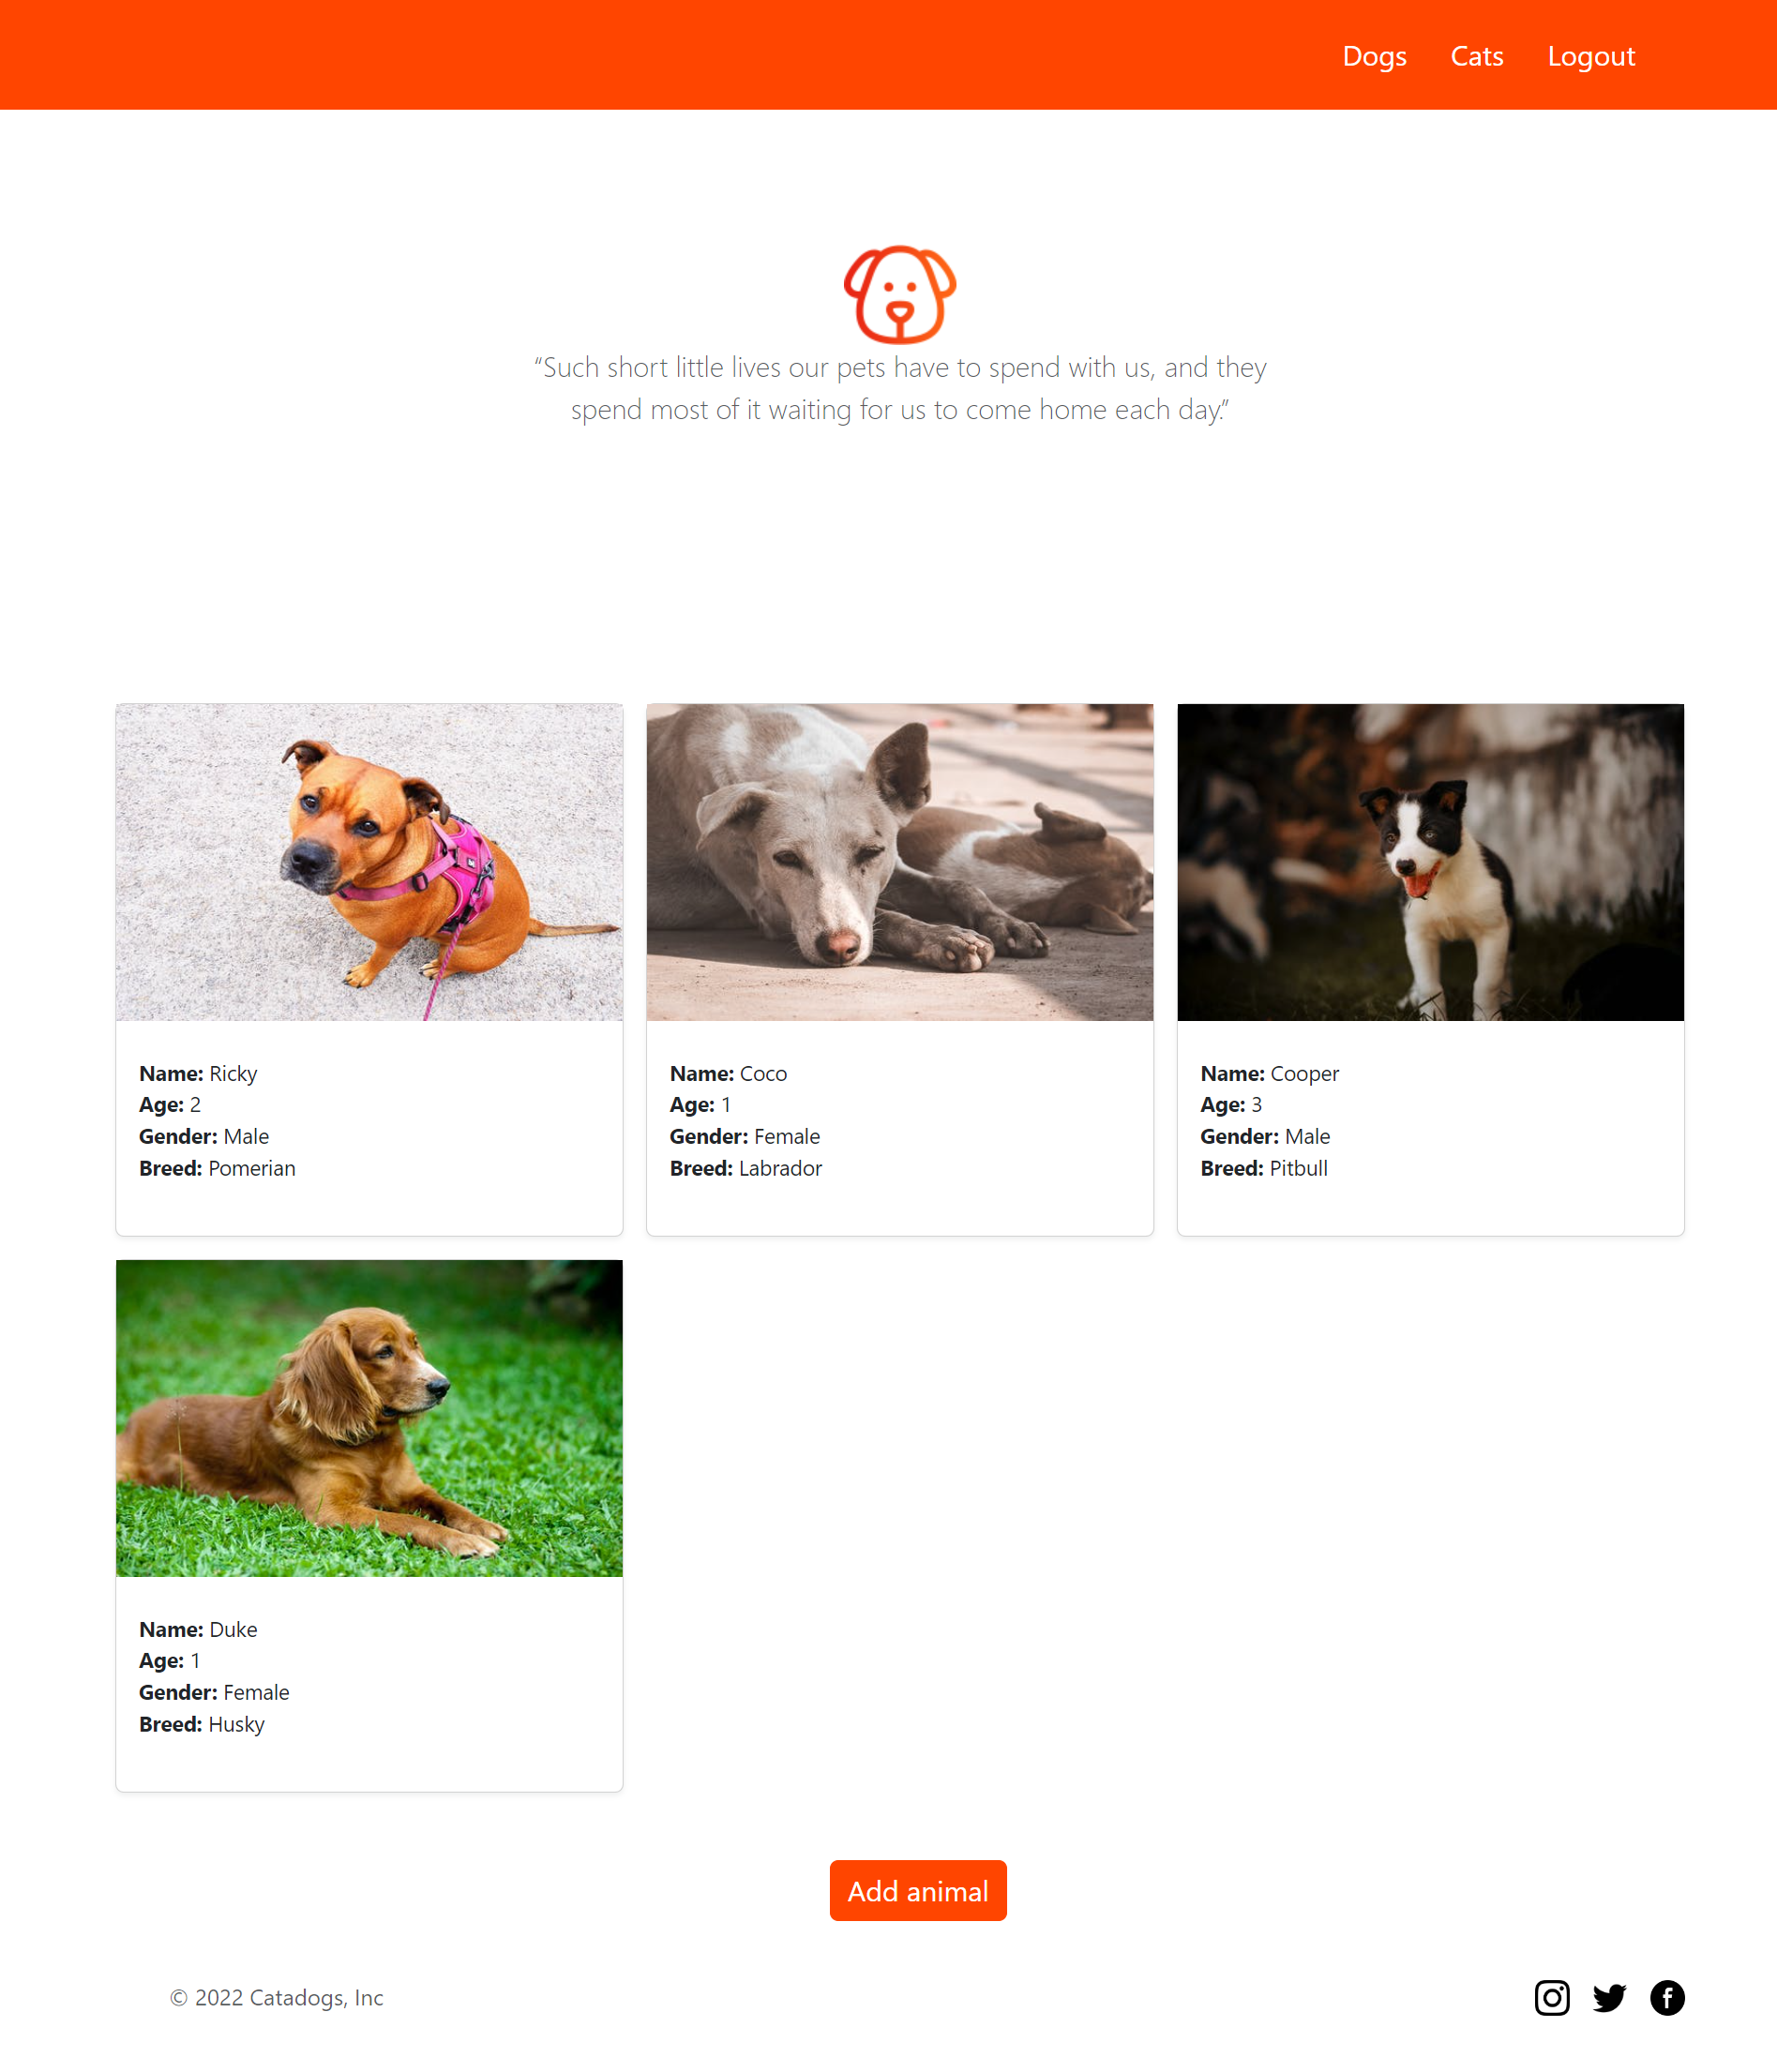 Dogs Cats Logout
“Such short little lives our pets have to spend with us, and they
spend most of it waiting for us to come home each day.”
Name: Ricky
Age: 2
Gender: Male
Breed: Pomerian
Name: Coco
Age: 1
Gender: Female
Breed: Labrador
Name: Cooper
Age: 3
Gender: Male
Breed: Pitbull
Name: Duke
Age: 1
Gender: Female
Breed: Husky
Add animal
© 2022 Catadogs, Inc